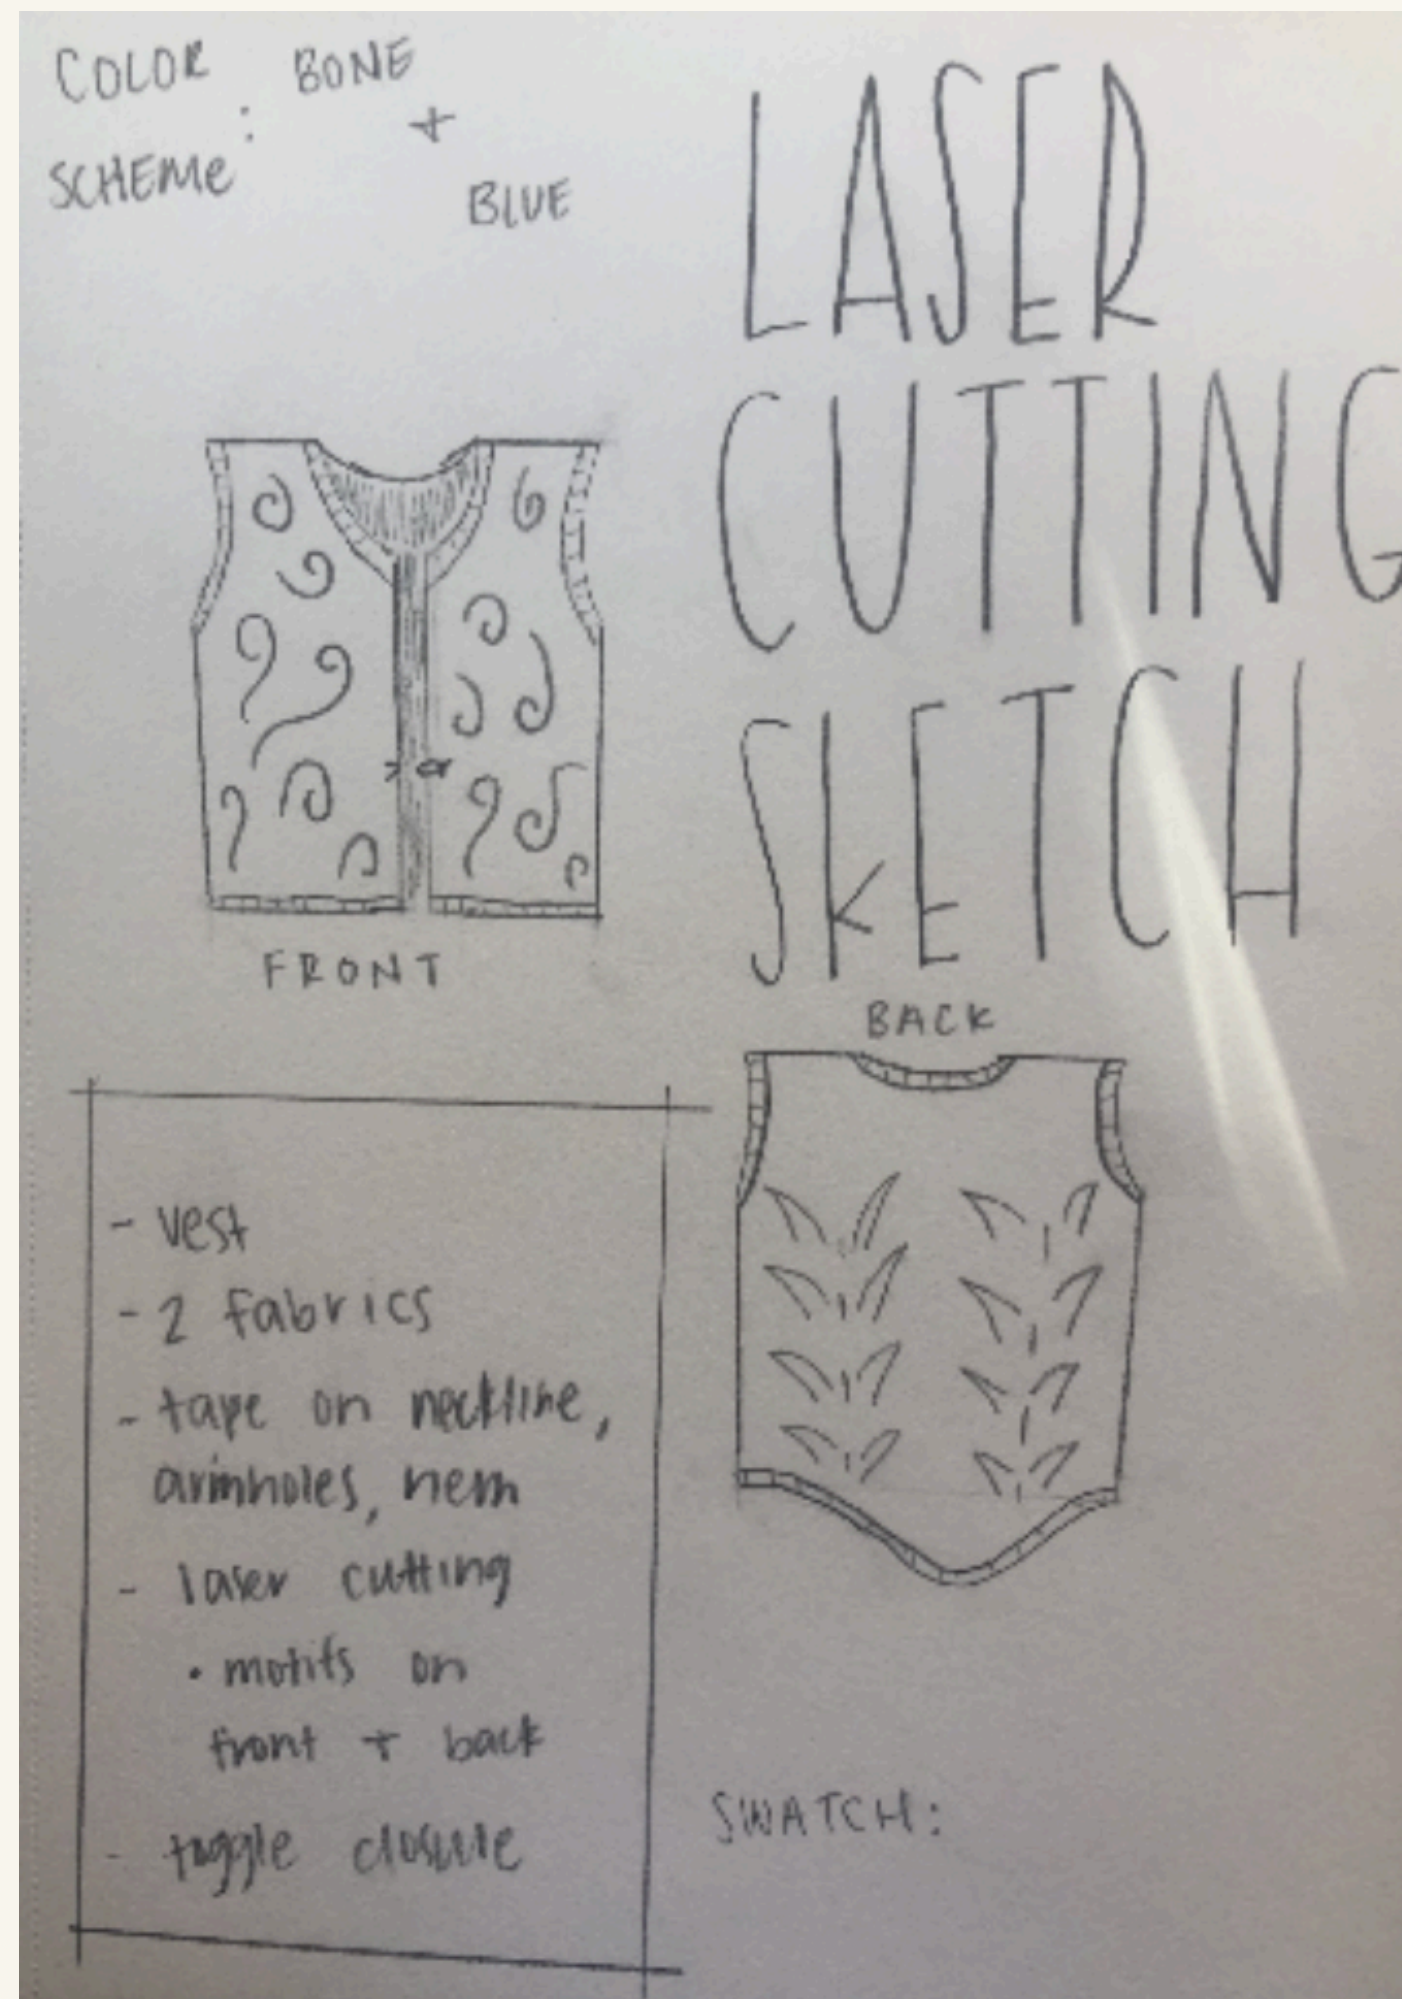 COLOR : BONE
+
SCHEMe BLUE
LASER
CUTTING
SKETCH
FRONT
BACK
- vest
- 2 fabrics
- tape on neckline,
armholes, hem
- laser cutting
• motifs on
front + back
- toggle closure
SWATCH: